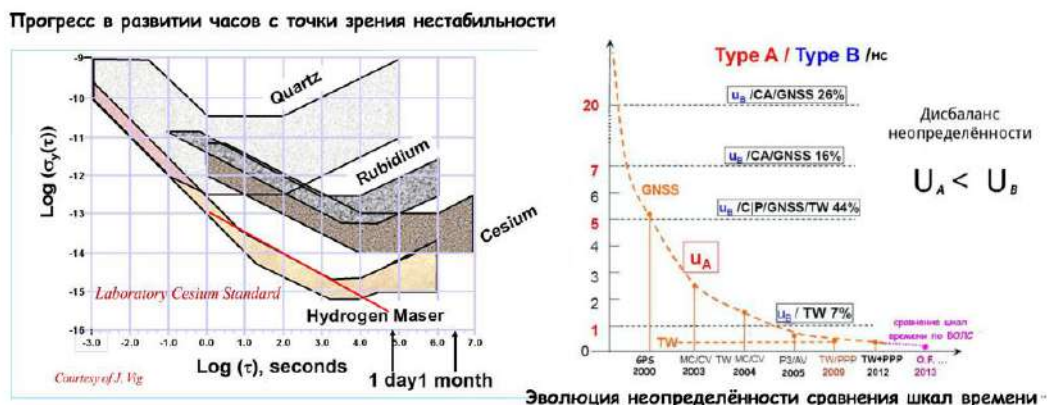 Прогресс в развитии часов с точки зрения нестабильности
Log (σy(τ))
-9
-10
-11
-12
-13
-14
-15
-16
Quartz
Rubidium
Cesium
Laboratory Cesium Standard
Hydrogen Maser
-3.0 -2.0 -1.0 0.0 1.0 2.0 3.0 4.0 5.0 6.0 7.0
Log (τ), seconds
1 day 1 month
Courtesy of J. Vig
Type A / Type B /нс
20
7
6
5
4
3
2
1
0
uB /CA/GNSS 26%
uB /CA/GNSS 16%
GNSS
uB /C|P/GNSS/TW 44%
uA
uB / TW 7%
TW
сравнение шкал
времени по ВОЛС
GPS MC/CV TW MC/CV P3/AV TW/PPP TW+PPP O.F. ...
2000 2003 2004 2005 2009 2012 2013
Дисбаланс
неопределённости
UA < UB
Эволюция неопределённости сравнения шкал времени